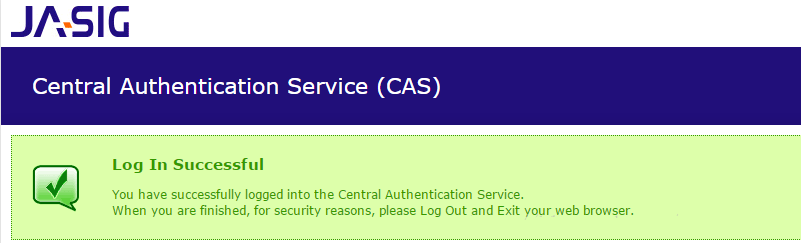 JA-SIG
Central Authentication Service (CAS)
Log In Successful
You have successfully logged into the Central Authentication Service.
When you are finished, for security reasons, please Log Out and Exit your web browser.